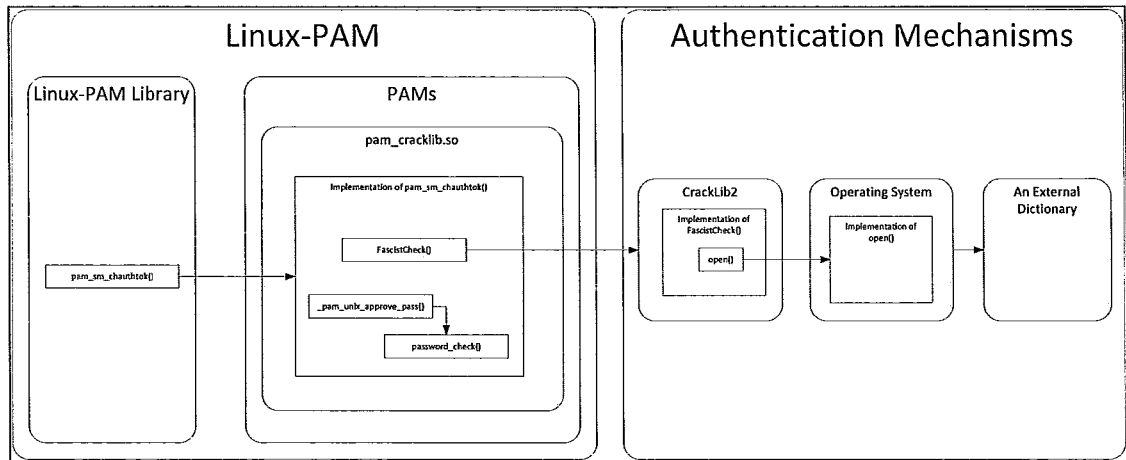 Linux-PAM
Authentication Mechanisms
Linux-PAM Library
PAMs
pam_cracklib.so
Implementation of pam_sm_chauthtok()
FascistCheck()
pam_sm_chauthtok()
_pam_unix_approve_pass()
password_check()
CrackLib2
Implementation of
FascistCheck()
open()
Operating System
Implementation of
open()
An External
Dictionary